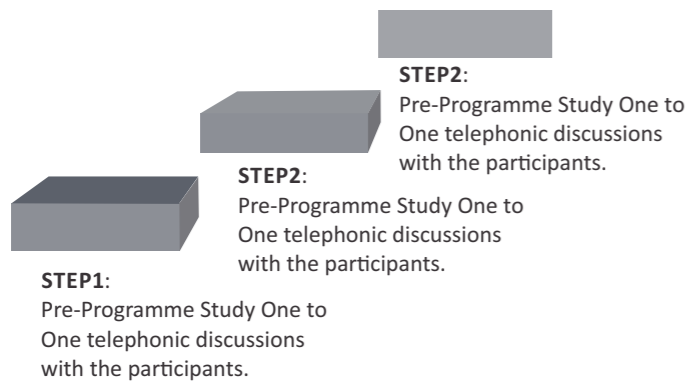 STEP2:
Pre-Programme Study One to
One telephonic discussions
with the participants.
STEP2:
Pre-Programme Study One to
One telephonic discussions
with the participants.
STEP1:
Pre-Programme Study One to
One telephonic discussions
with the participants.